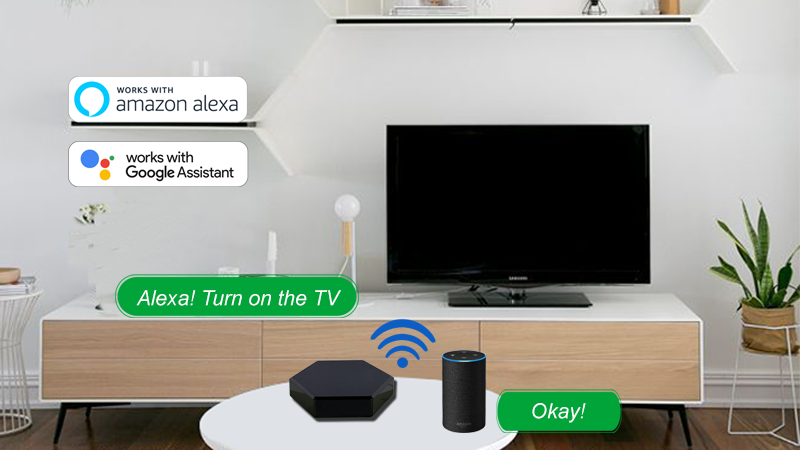 WORKS WITH
amazon alexa
works with
Google Assistant
SAMSUNG
Alexa! Turn on the TV
Okay!